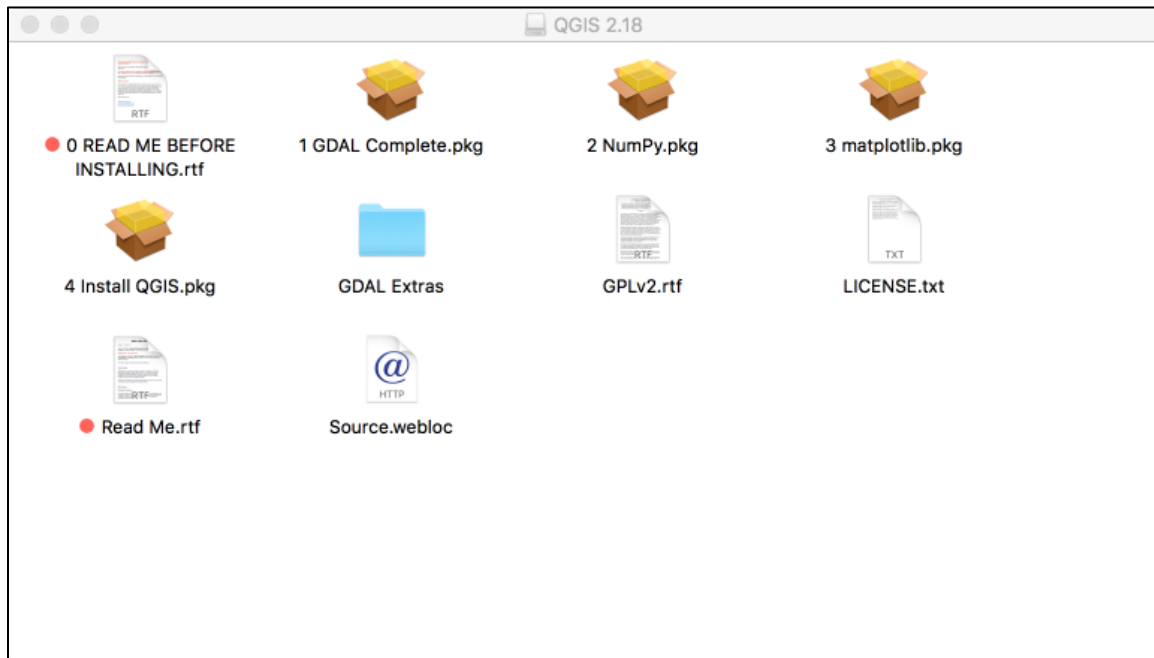 QGIS 2.18
RTF
0 READ ME BEFORE
INSTALLING.rtf
1 GDAL Complete.pkg
2 NumPy.pkg
3 matplotlib.pkg
4 Install QGIS.pkg
GDAL Extras
RTF
GPLv2.rtf
TXT
LICENSE.txt
RTF
Read Me.rtf
@
HTTP
Source.webloc